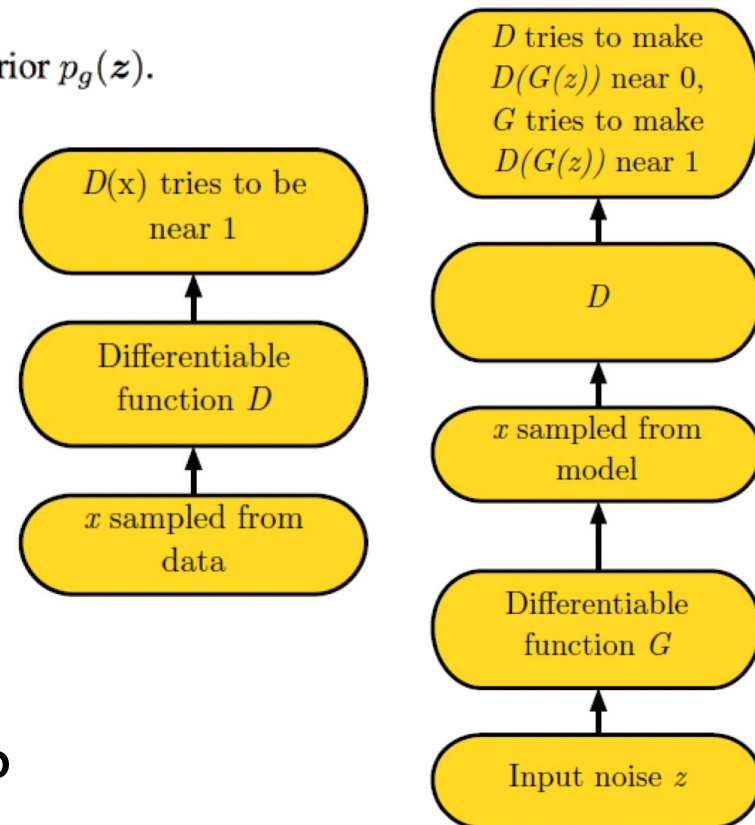 rior p_g(z).
D(x) tries to be
near 1
Differentiable
function D
x sampled from
data
D tries to make
D(G(z)) near 0,
G tries to make
D(G(z)) near 1
D
x sampled from
model
Differentiable
function G
Input noise z